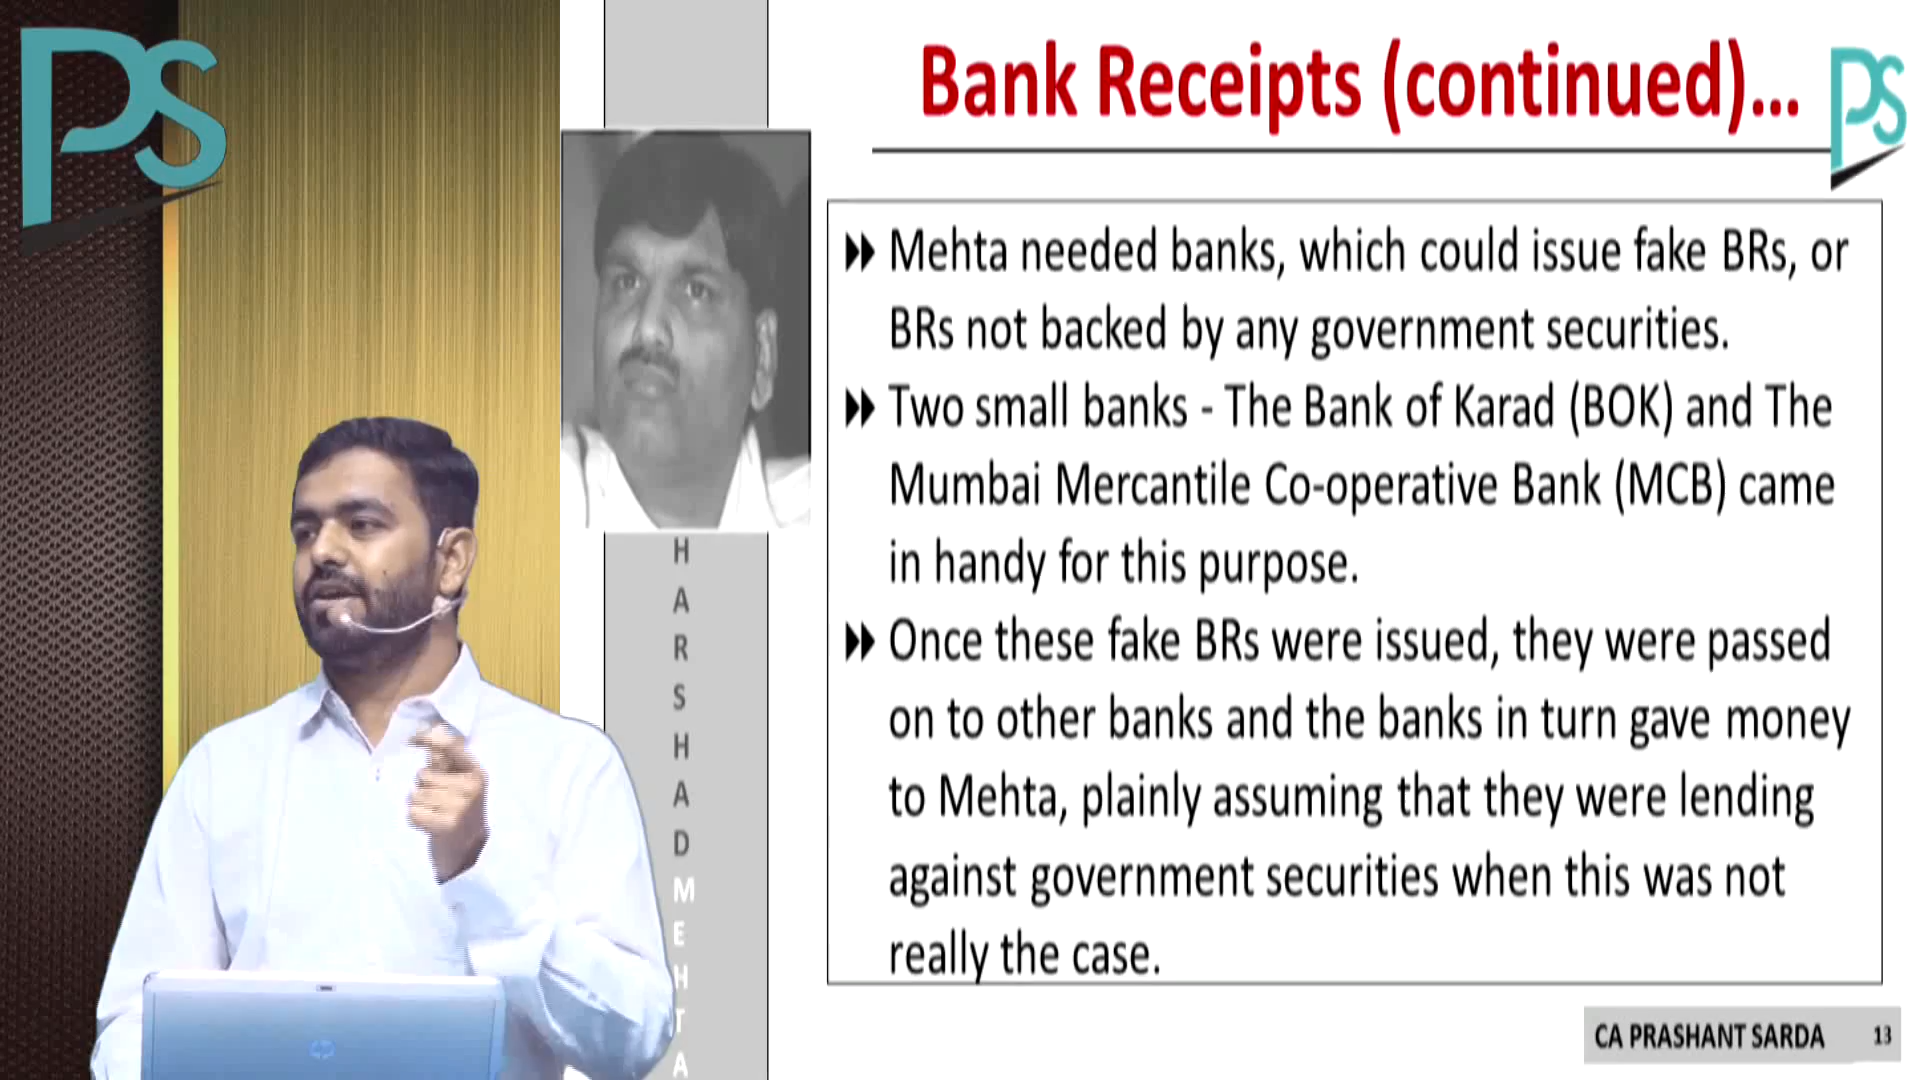 PS
Bank Receipts (continued)...
PS
Mehta needed banks, which could issue fake BRs, or
BRs not backed by any government securities.
Two small banks - The Bank of Karad (BOK) and The
Mumbai Mercantile Co-operative Bank (MCB) came
in handy for this purpose.
Once these fake BRs were issued, they were passed
on to other banks and the banks in turn gave money
to Mehta, plainly assuming that they were lending
against government securities when this was not
really the case.
HARSHAD MEHTA
hp
CA PRASHANT SARDA 13